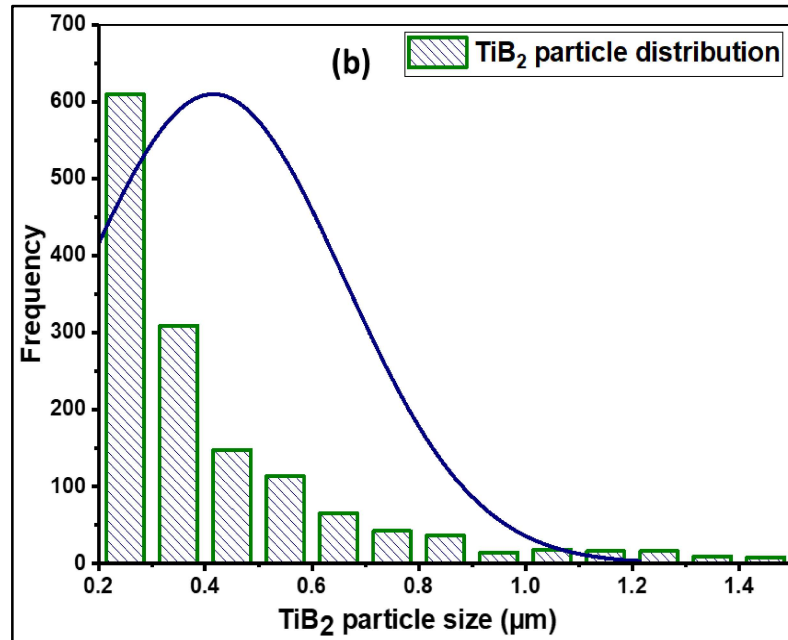 (b)
TiB₂ particle distribution
Frequency
700
600
500
400
300
200
100
0
0.2 0.4 0.6 0.8 1.0 1.2 1.4
TiB₂ particle size (µm)